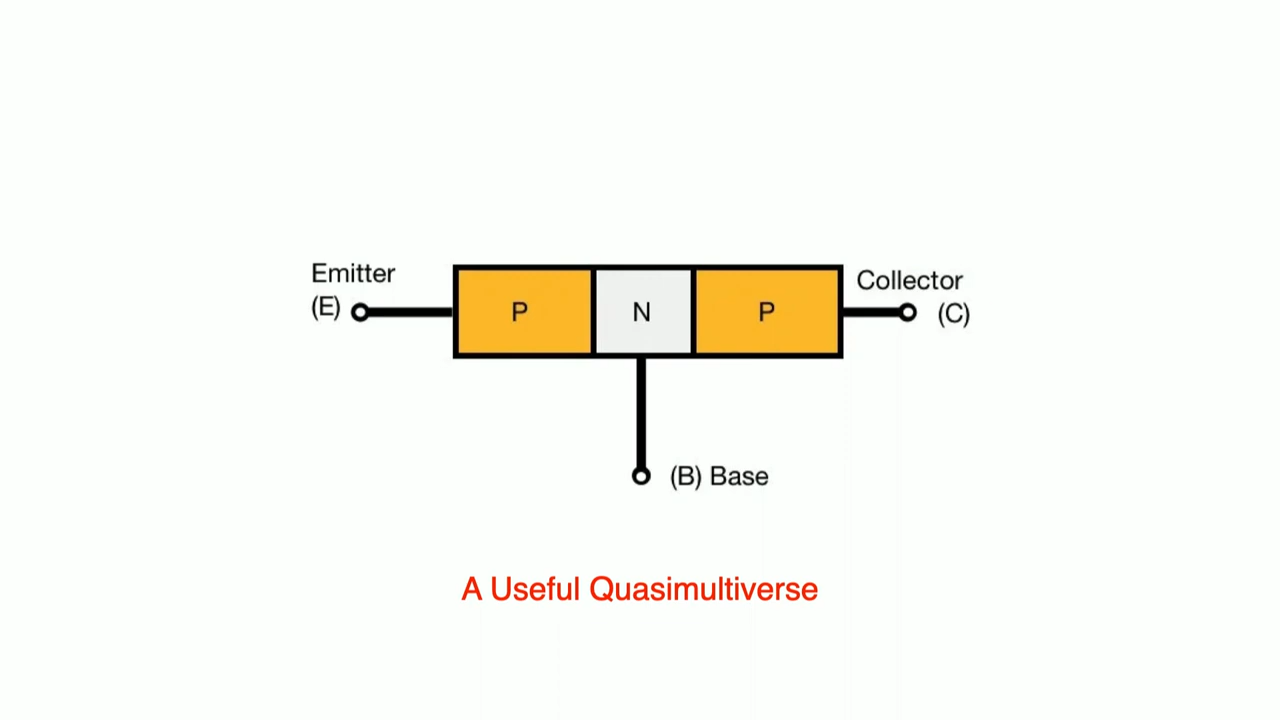 Emitter
(E)
P
N
P
Collector
(C)
(B) Base
A Useful Quasimultiverse